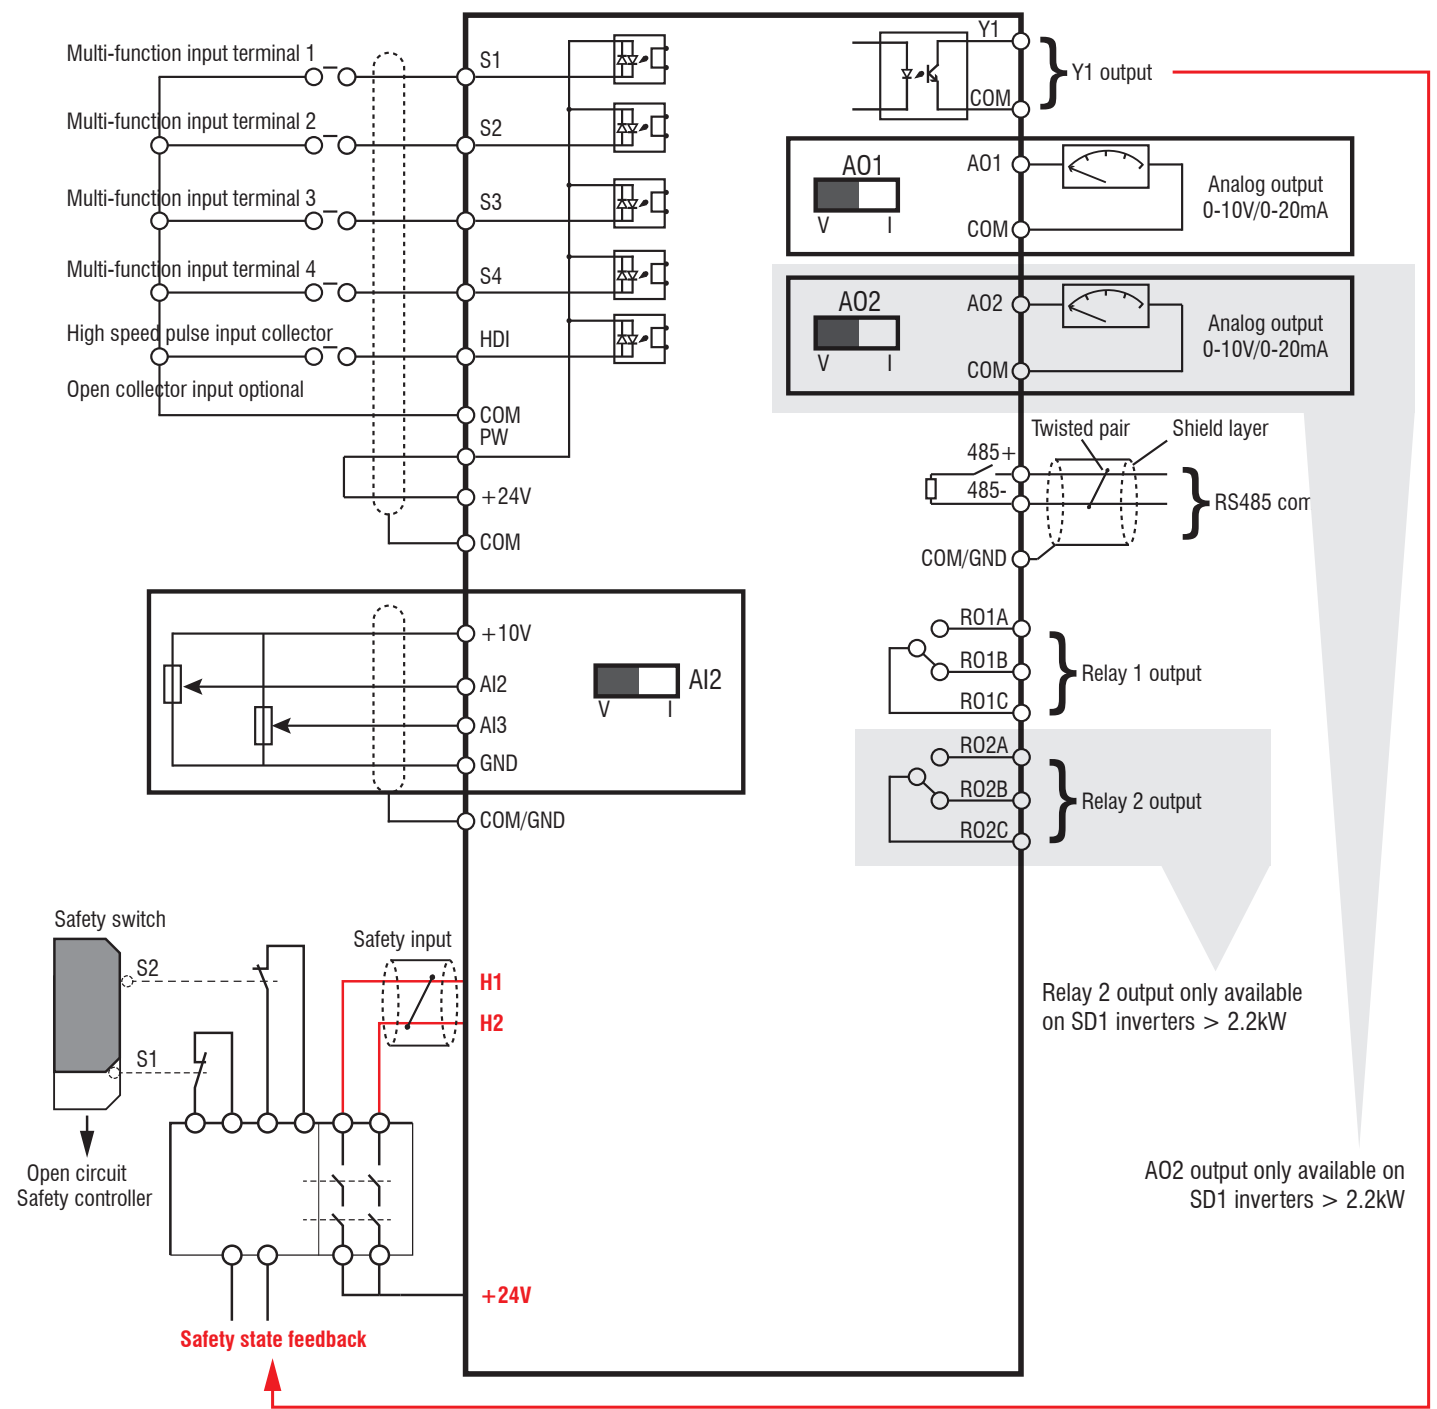 Multi-function input terminal 1
Multi-function input terminal 2
Multi-function input terminal 3
Multi-function input terminal 4
High speed pulse input collector
Open collector input optional
S1
S2
S3
S4
HDI
COM
PW
+24V
COM
+10V
AI2
AI3
GND
COM/GND
AI2
V I
Y1
COM
Y1 output
AO1
V I
AO1
COM
Analog output
0-10V/0-20mA
AO2
V I
AO2
COM
Analog output
0-10V/0-20mA
Twisted pair
Shield layer
485+
485-
RS485 com
COM/GND
RO1A
RO1B
RO1C
Relay 1 output
RO2A
RO2B
RO2C
Relay 2 output
Relay 2 output only available
on SD1 inverters > 2.2kW
AO2 output only available on
SD1 inverters > 2.2kW
Safety switch
S2
S1
Open circuit
Safety controller
Safety input
H1
H2
+24V
Safety state feedback